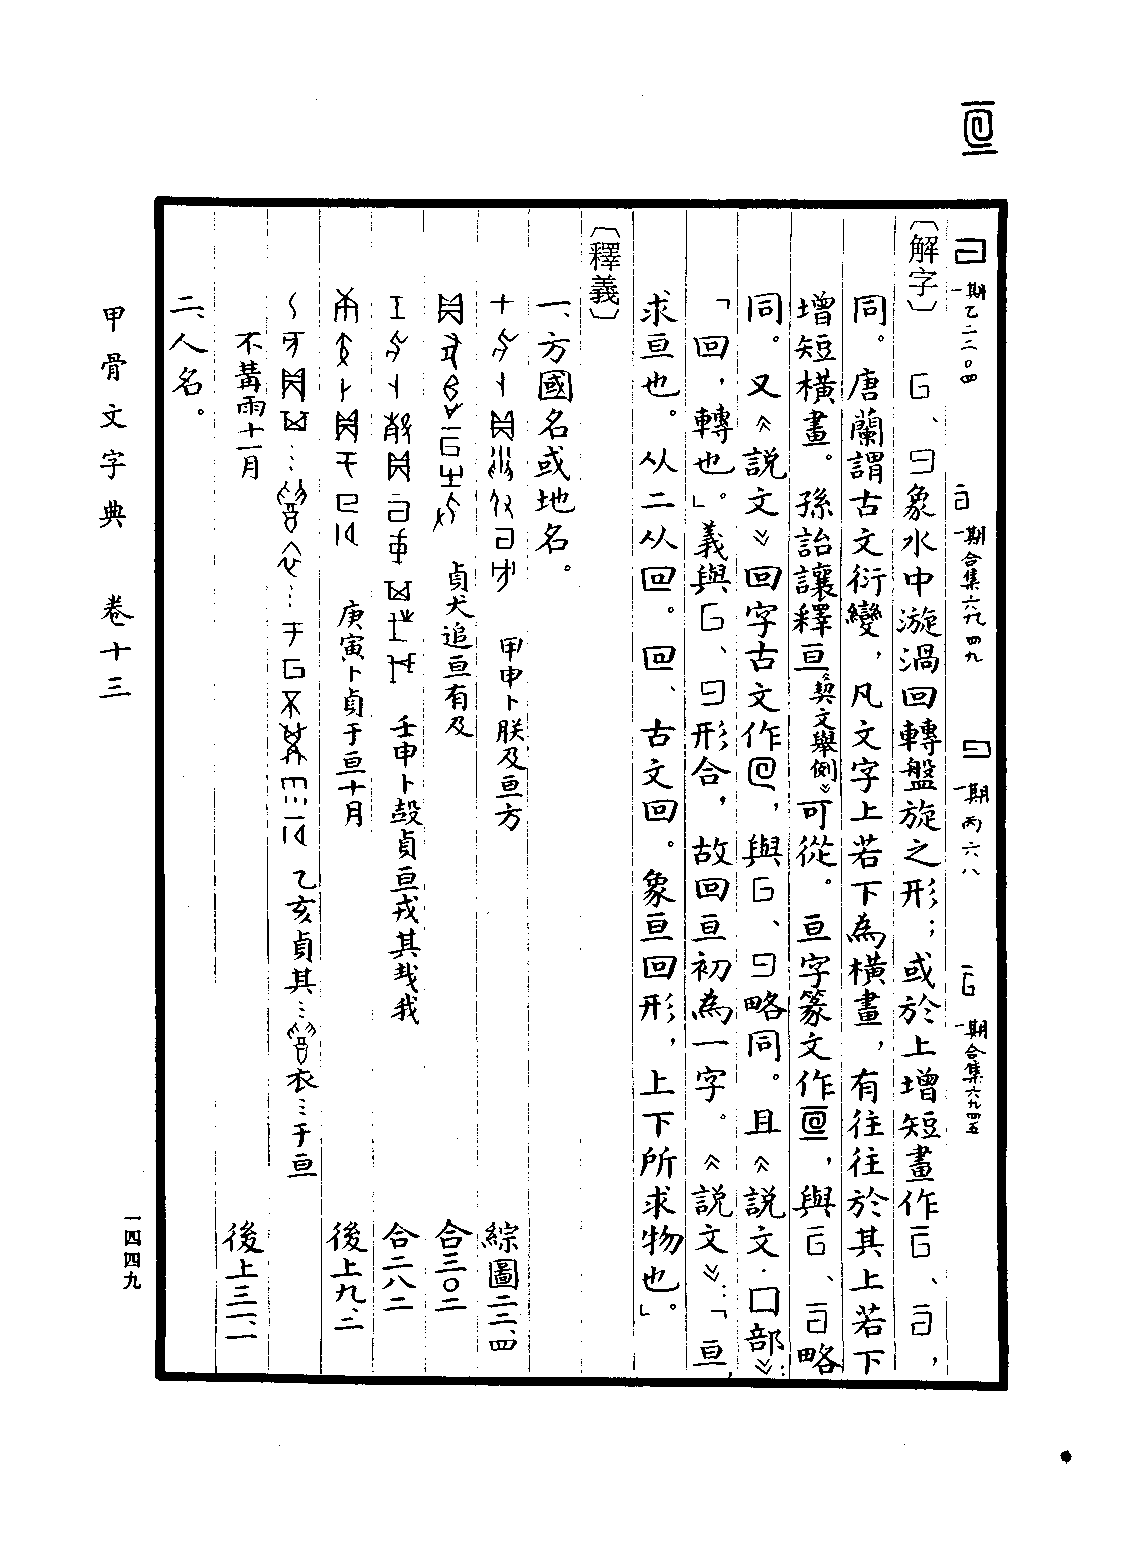 亘
一期乙二二〇四
一期合集六九四九
一期丙六八
一期合集六九四五
〔解字〕 象水中漩渦回轉盤旋之形；或於上增短畫作 、 ，
同。唐蘭謂古文衍變，凡文字上若下為橫畫，有往往於其上若下
增短橫畫。孫詒讓釋亘《契文舉例》可從。亘字篆文作 ，與 、 略
同。又《說文》回字古文作 ，與 、 略同。且《說文·囗部》：
「回，轉也。」義與 、 形合，故回亘初為一字。《說文》：「亘，
求亘也。从二从囘。囘、古文回。象亘回形，上下所求物也。」
〔釋義〕
一、方國名或地名。
甲申卜朕及亘方 綜圖二二、四
貞犬追亘有及 合三〇二
壬申卜㱿貞亘戎其𢦏我 合二八二
庚寅卜貞于亘十月 後上九、二
乙亥貞其…衣…于亘
不冓雨十一月 後上三一、一
二、人名。
甲骨文字典 卷十三
一四四九